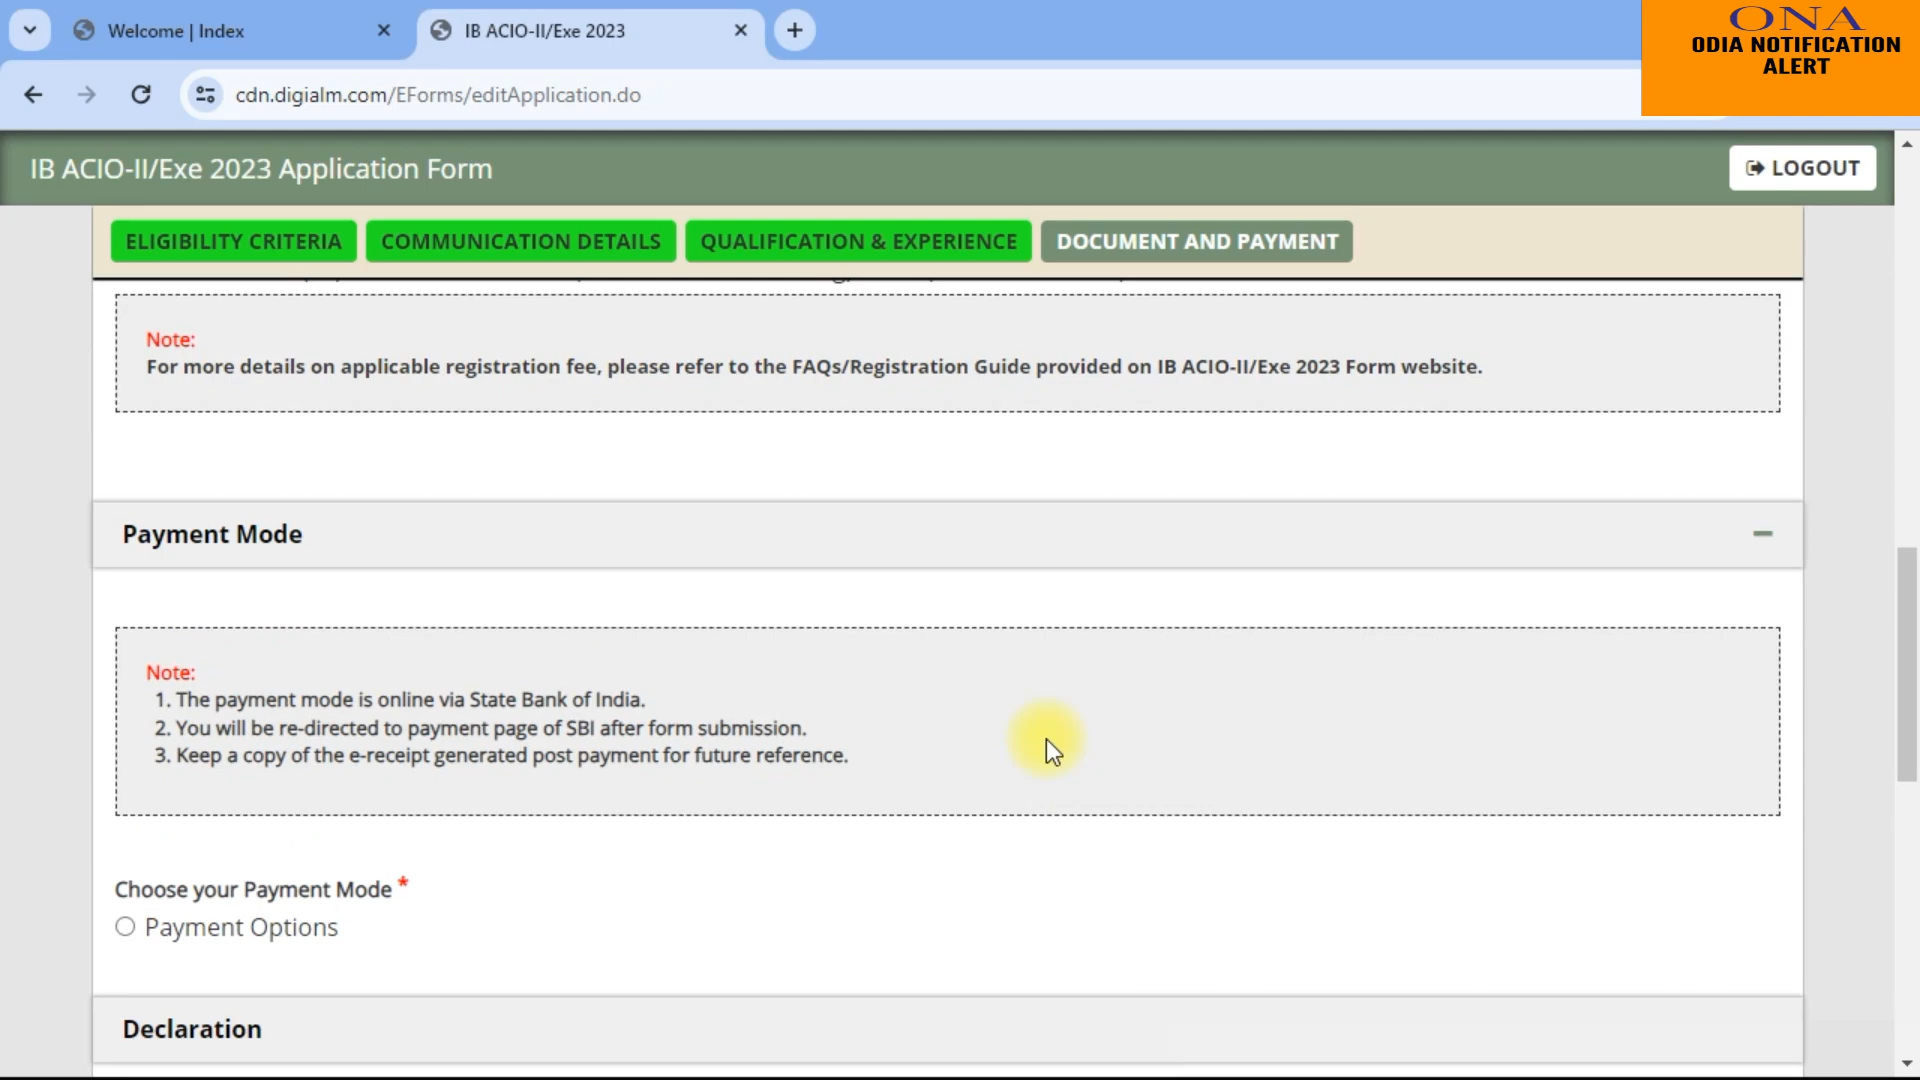 Welcome | Index
IB ACIO-II/Exe 2023
ONA
ODIA NOTIFICATION
ALERT
cdn.digialm.com/EForms/editApplication.do
IB ACIO-II/Exe 2023 Application Form
LOGOUT
ELIGIBILITY CRITERIA
COMMUNICATION DETAILS
QUALIFICATION & EXPERIENCE
DOCUMENT AND PAYMENT
Note:
For more details on applicable registration fee, please refer to the FAQs/Registration Guide provided on IB ACIO-II/Exe 2023 Form website.
Payment Mode
Note:
1. The payment mode is online via State Bank of India.
2. You will be re-directed to payment page of SBI after form submission.
3. Keep a copy of the e-receipt generated post payment for future reference.
Choose your Payment Mode *
Payment Options
Declaration